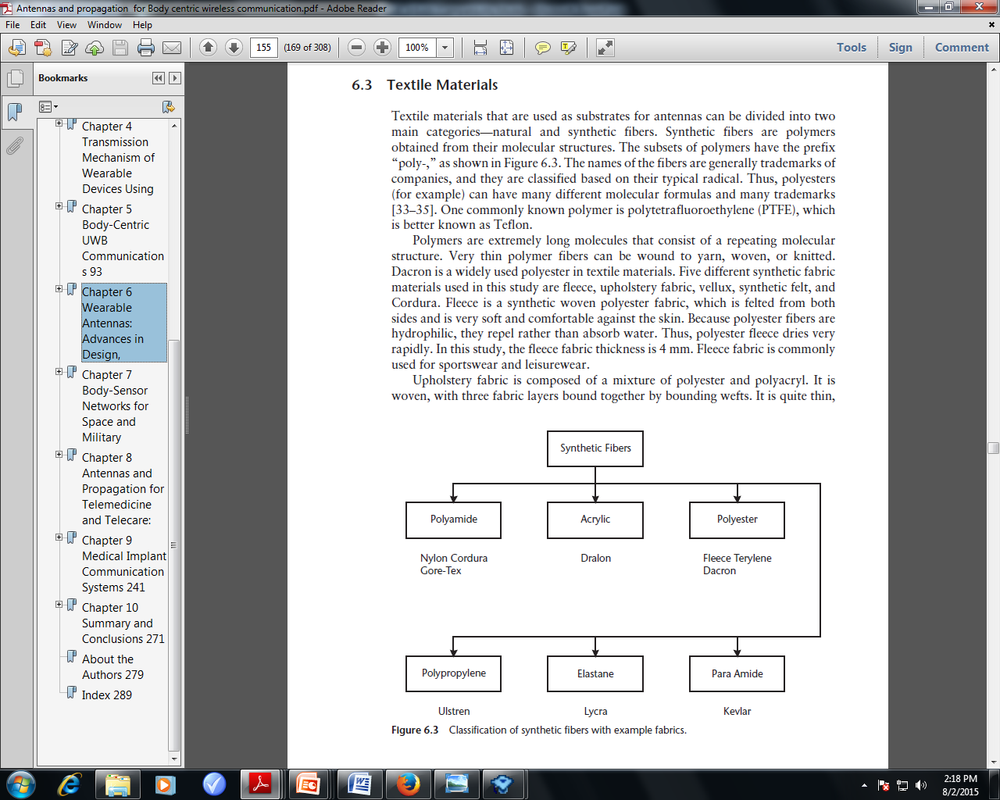 Antennas and propagation  for Body centric wireless communication.pdf - Adobe Reader
File Edit View Window Help
155 (169 of 308) 100% Tools Sign Comment
Bookmarks
Chapter 4
Transmission
Mechanism of
Wearable
Devices Using
Chapter 5
Body-Centric
UWB
Communication
s 93
Chapter 6
Wearable
Antennas:
Advances in
Design,
Chapter 7
Body-Sensor
Networks for
Space and
Military
Chapter 8
Antennas and
Propagation for
Telemedicine
and Telecare:
Chapter 9
Medical Implant
Communication
Systems 241
Chapter 10
Summary and
Conclusions 271
About the
Authors 279
Index 289
6.3 Textile Materials
Textile materials that are used as substrates for antennas can be divided into two
main categories—natural and synthetic fibers. Synthetic fibers are polymers
obtained from their molecular structures. The subsets of polymers have the prefix
“poly-,” as shown in Figure 6.3. The names of the fibers are generally trademarks of
companies, and they are classified based on their typical radical. Thus, polyesters
(for example) can have many different molecular formulas and many trademarks
[33–35]. One commonly known polymer is polytetrafluoroethylene (PTFE), which
is better known as Teflon.
Polymers are extremely long molecules that consist of a repeating molecular
structure. Very thin polymer fibers can be wound to yarn, woven, or knitted.
Dacron is a widely used polyester in textile materials. Five different synthetic fabric
materials used in this study are fleece, upholstery fabric, vellux, synthetic felt, and
Cordura. Fleece is a synthetic woven polyester fabric, which is felted from both
sides and is very soft and comfortable against the skin. Because polyester fibers are
hydrophilic, they repel rather than absorb water. Thus, polyester fleece dries very
rapidly. In this study, the fleece fabric thickness is 4 mm. Fleece fabric is commonly
used for sportswear and leisurewear.
Upholstery fabric is composed of a mixture of polyester and polyacryl. It is
woven, with three fabric layers bound together by bounding wefts. It is quite thin,
Synthetic Fibers
Polyamide Acrylic Polyester
Nylon Cordura Dralon Fleece Terylene
Gore-Tex Dacron
Polypropylene Elastane Para Amide
Ulstren Lycra Kevlar
Figure 6.3 Classification of synthetic fibers with example fabrics.
2:18 PM
8/2/2015